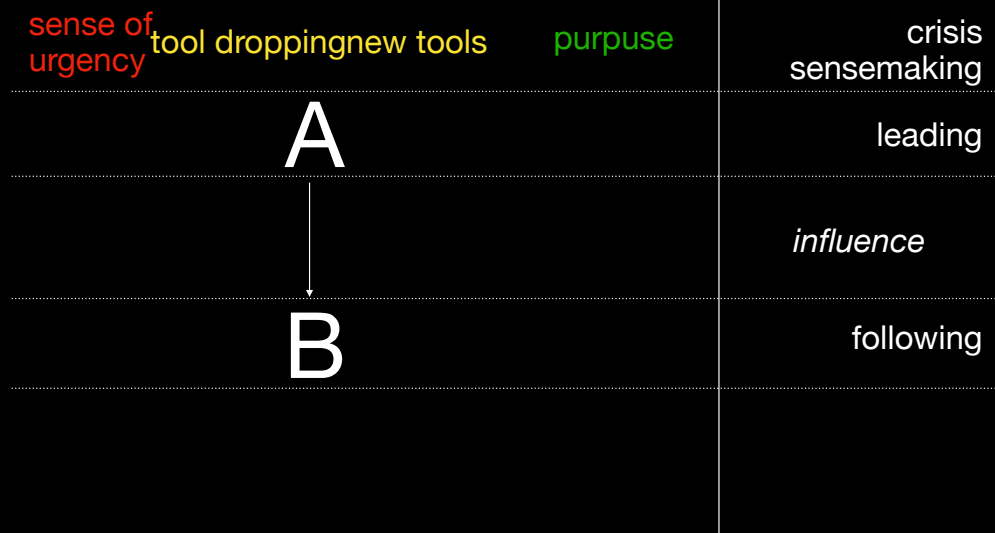 sense of
urgency
tool droppingnew tools
purpuse
crisis
sensemaking
A
leading
influence
B
following